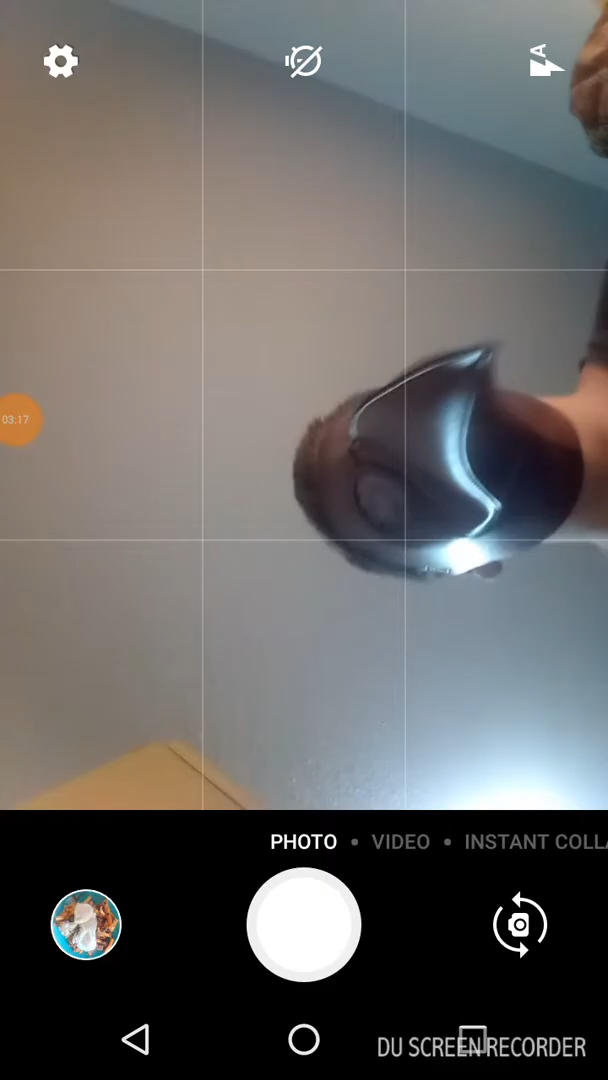 A
03:17
PHOTO • VIDEO • INSTANT COLLA
DU SCREEN RECORDER